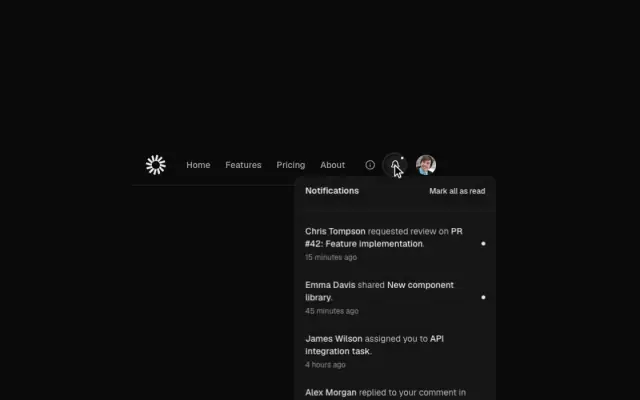 Home Features Pricing About
Notifications Mark all as read
Chris Tompson requested review on PR
#42: Feature implementation.
15 minutes ago
Emma Davis shared New component
library.
45 minutes ago
James Wilson assigned you to API
integration task.
4 hours ago
Alex Morgan replied to your comment in